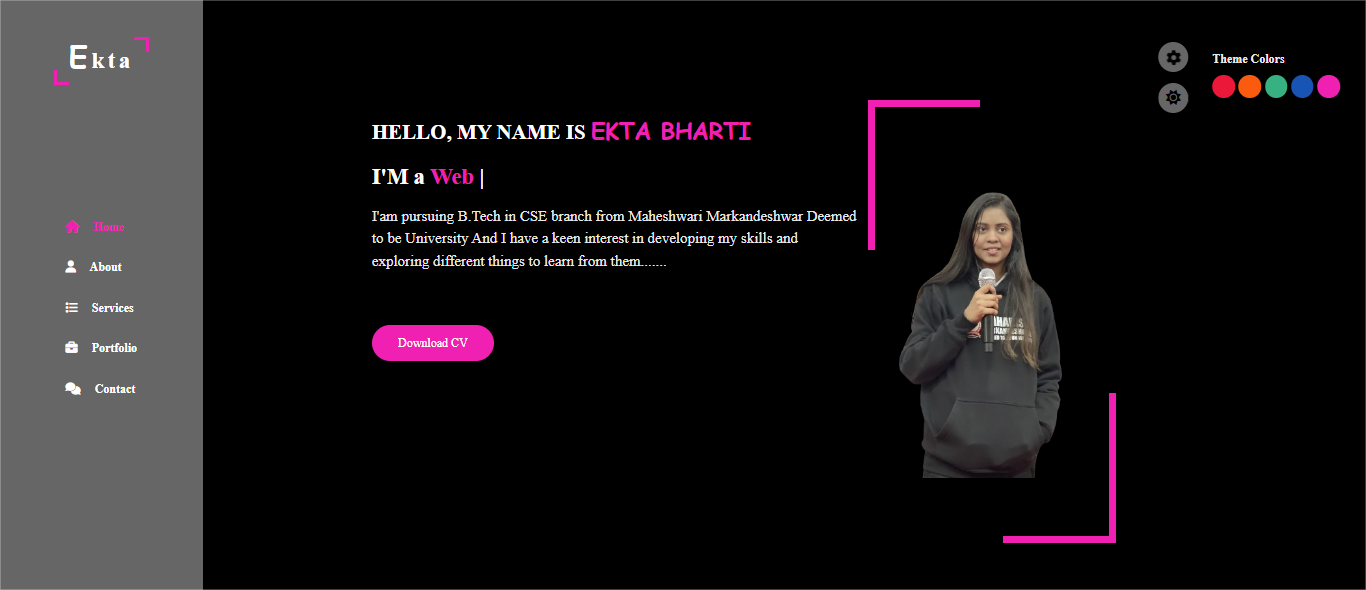 Ekta
Home
About
Services
Portfolio
Contact
HELLO, MY NAME IS EKTA BHARTI
I'M a Web |
I'am pursuing B.Tech in CSE branch from Maheshwari Markandeshwar Deemed
to be University And I have a keen interest in developing my skills and
exploring different things to learn from them.......
Download CV
Theme Colors